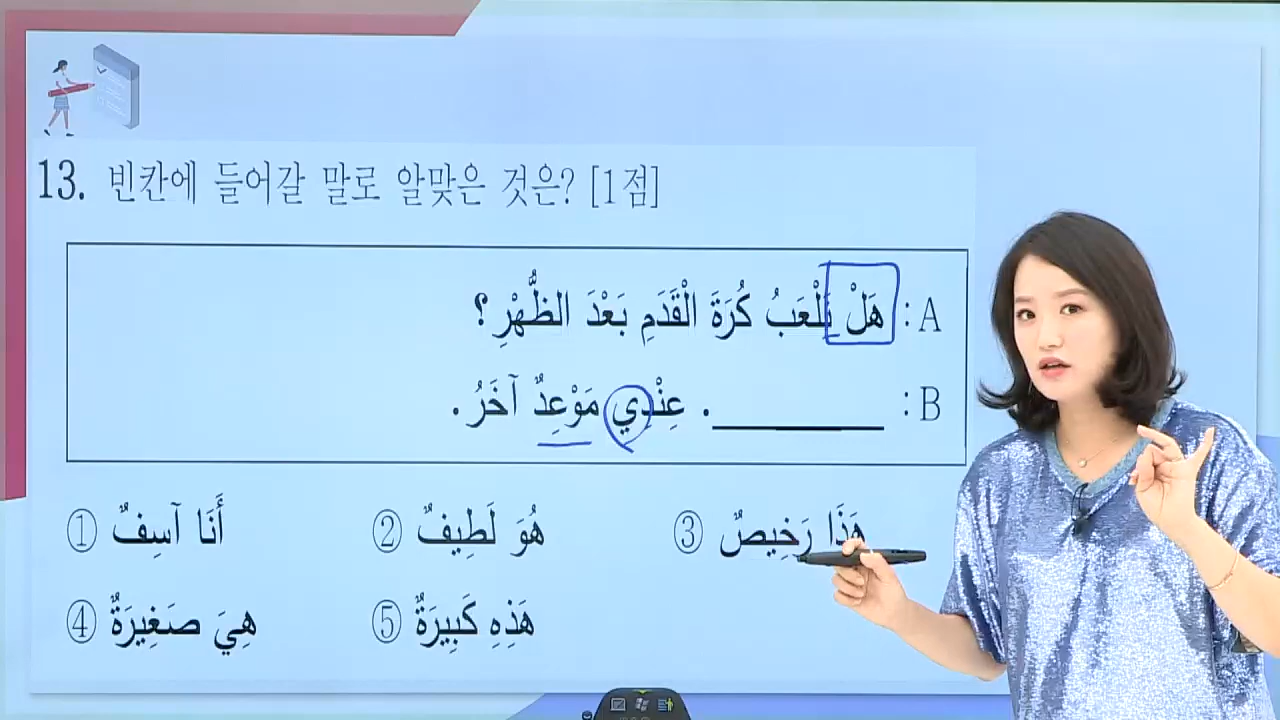 13. 빈칸에 들어갈 말로 알맞은 것은? [1점]
A: هَلْ نَلْعَبُ كُرَةَ الْقَدَمِ بَعْدَ الظُّهْرِ؟
B: ________ . عِنْدِي مَوْعِدٌ آخَرُ.
① أَنَا آسِفٌ ② هُوَ لَطِيفٌ ③ هَذَا رَخِيصٌ
④ هِيَ صَغِيرَةٌ ⑤ هَذِهِ كَبِيرَةٌ